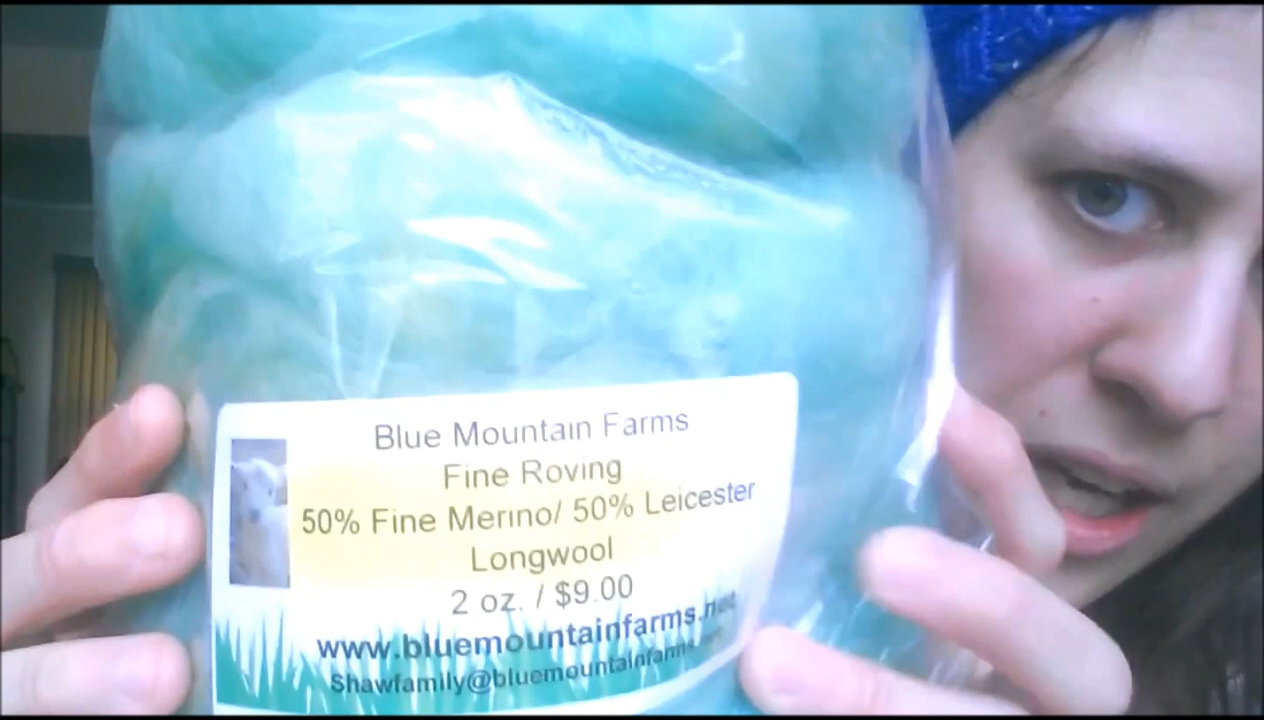 Blue Mountain Farms
Fine Roving
50% Fine Merino/ 50% Leicester
Longwool
2 oz. / $9.00
www.bluemountainfarms.net
Shawfamily@bluemountainfarms